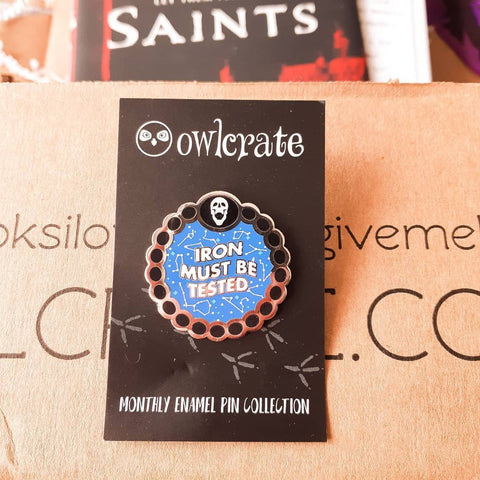 SAINTS
owlcrate
IRON
MUST BE
TESTED
MONTHLY ENAMEL PIN COLLECTION